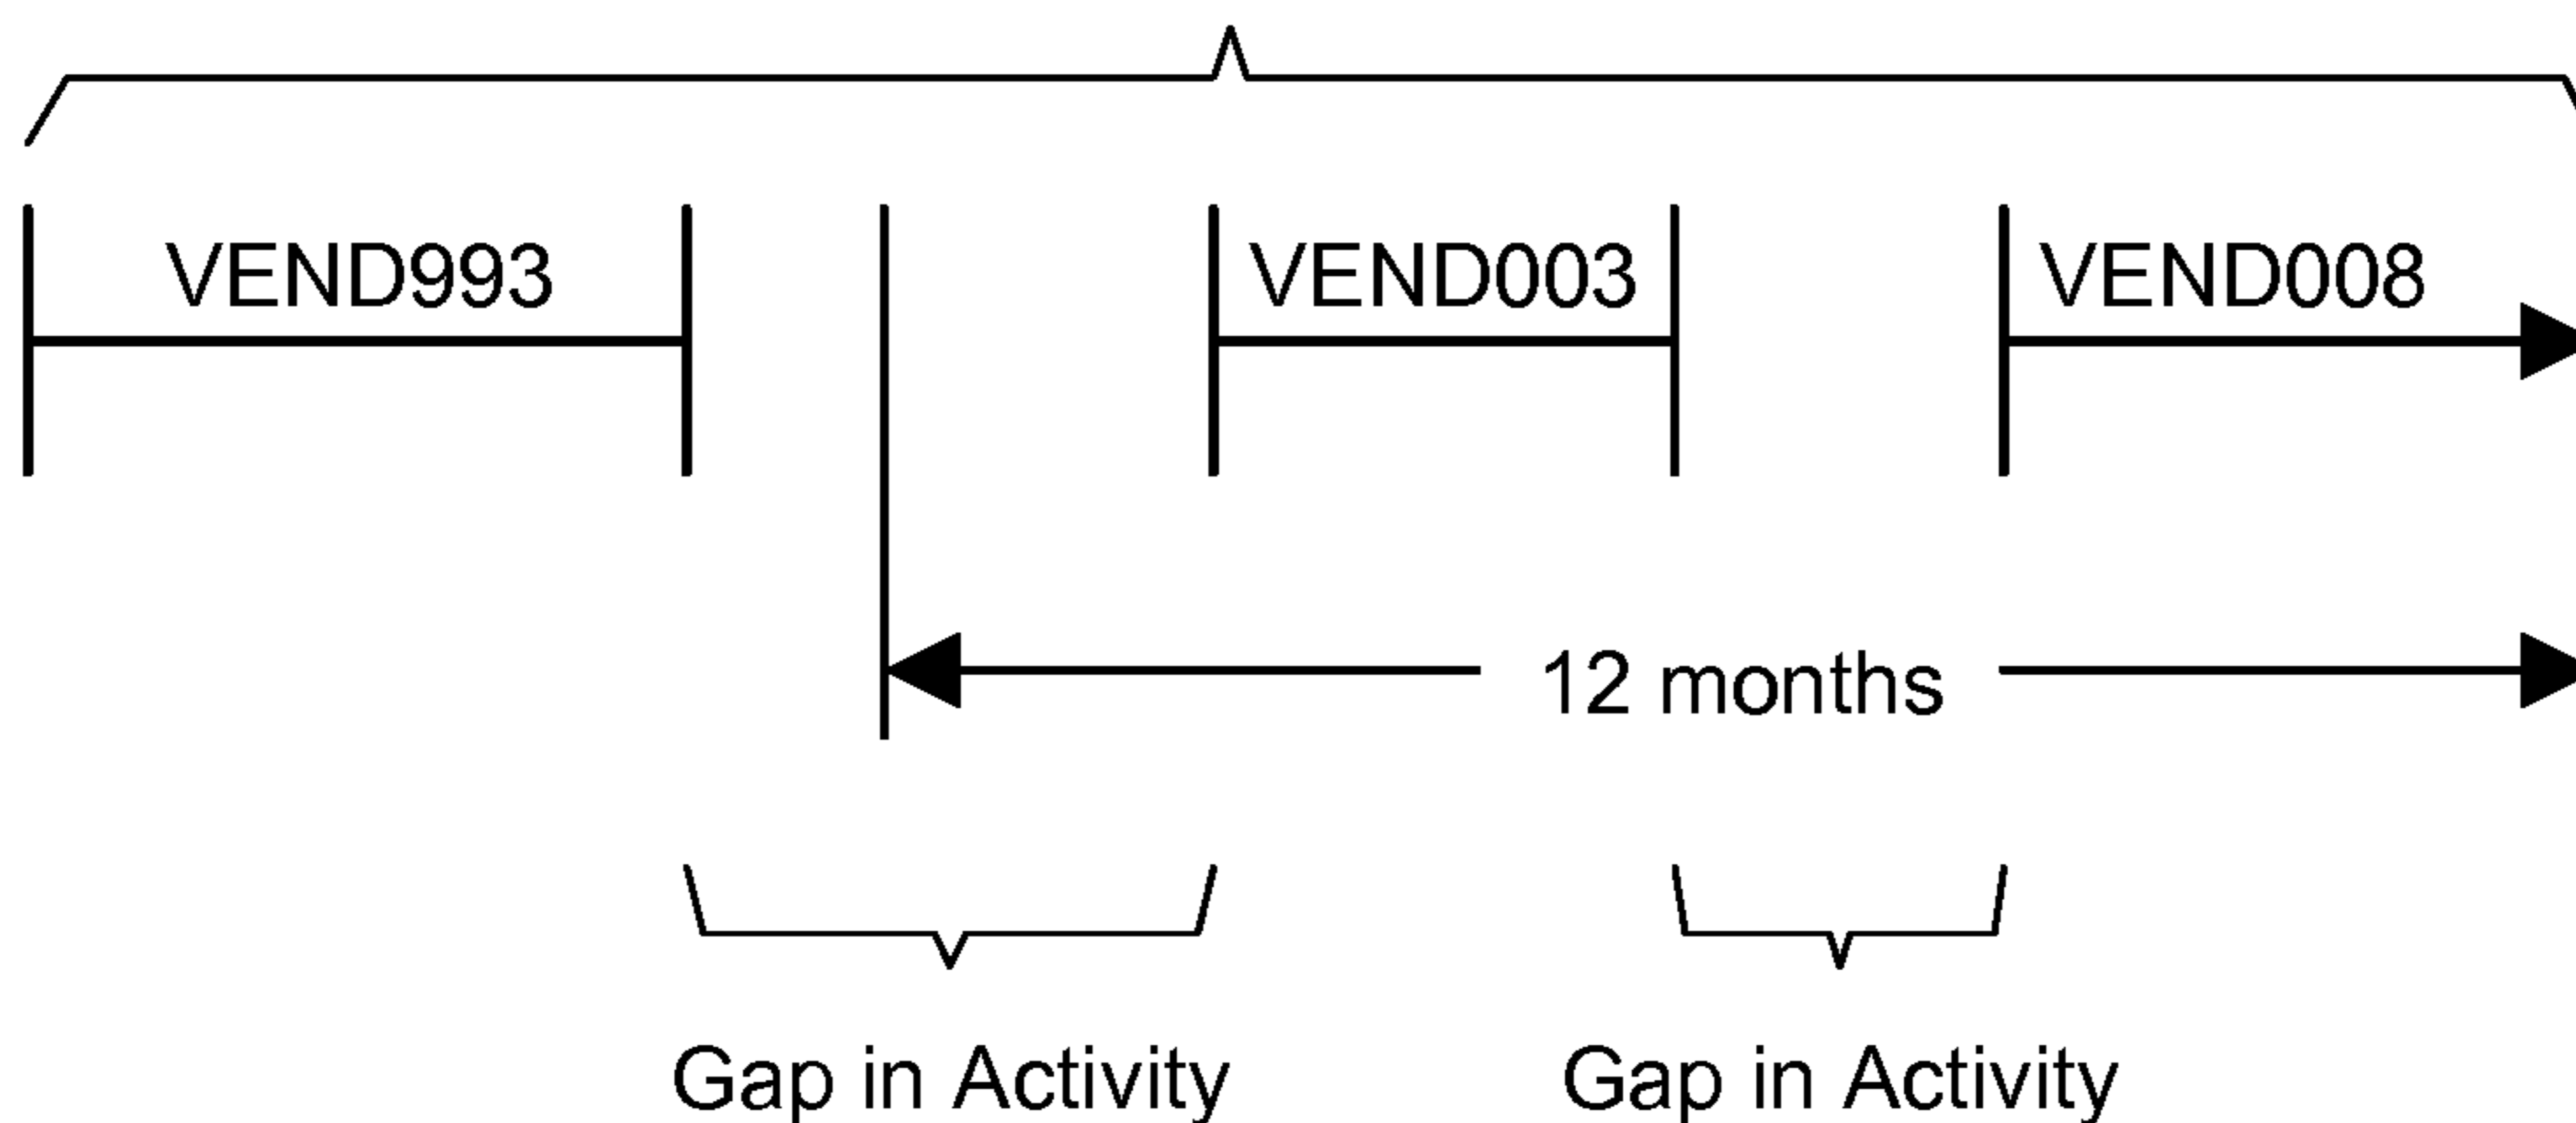 VEND993
VEND003
VEND008
12 months
Gap in Activity
Gap in Activity